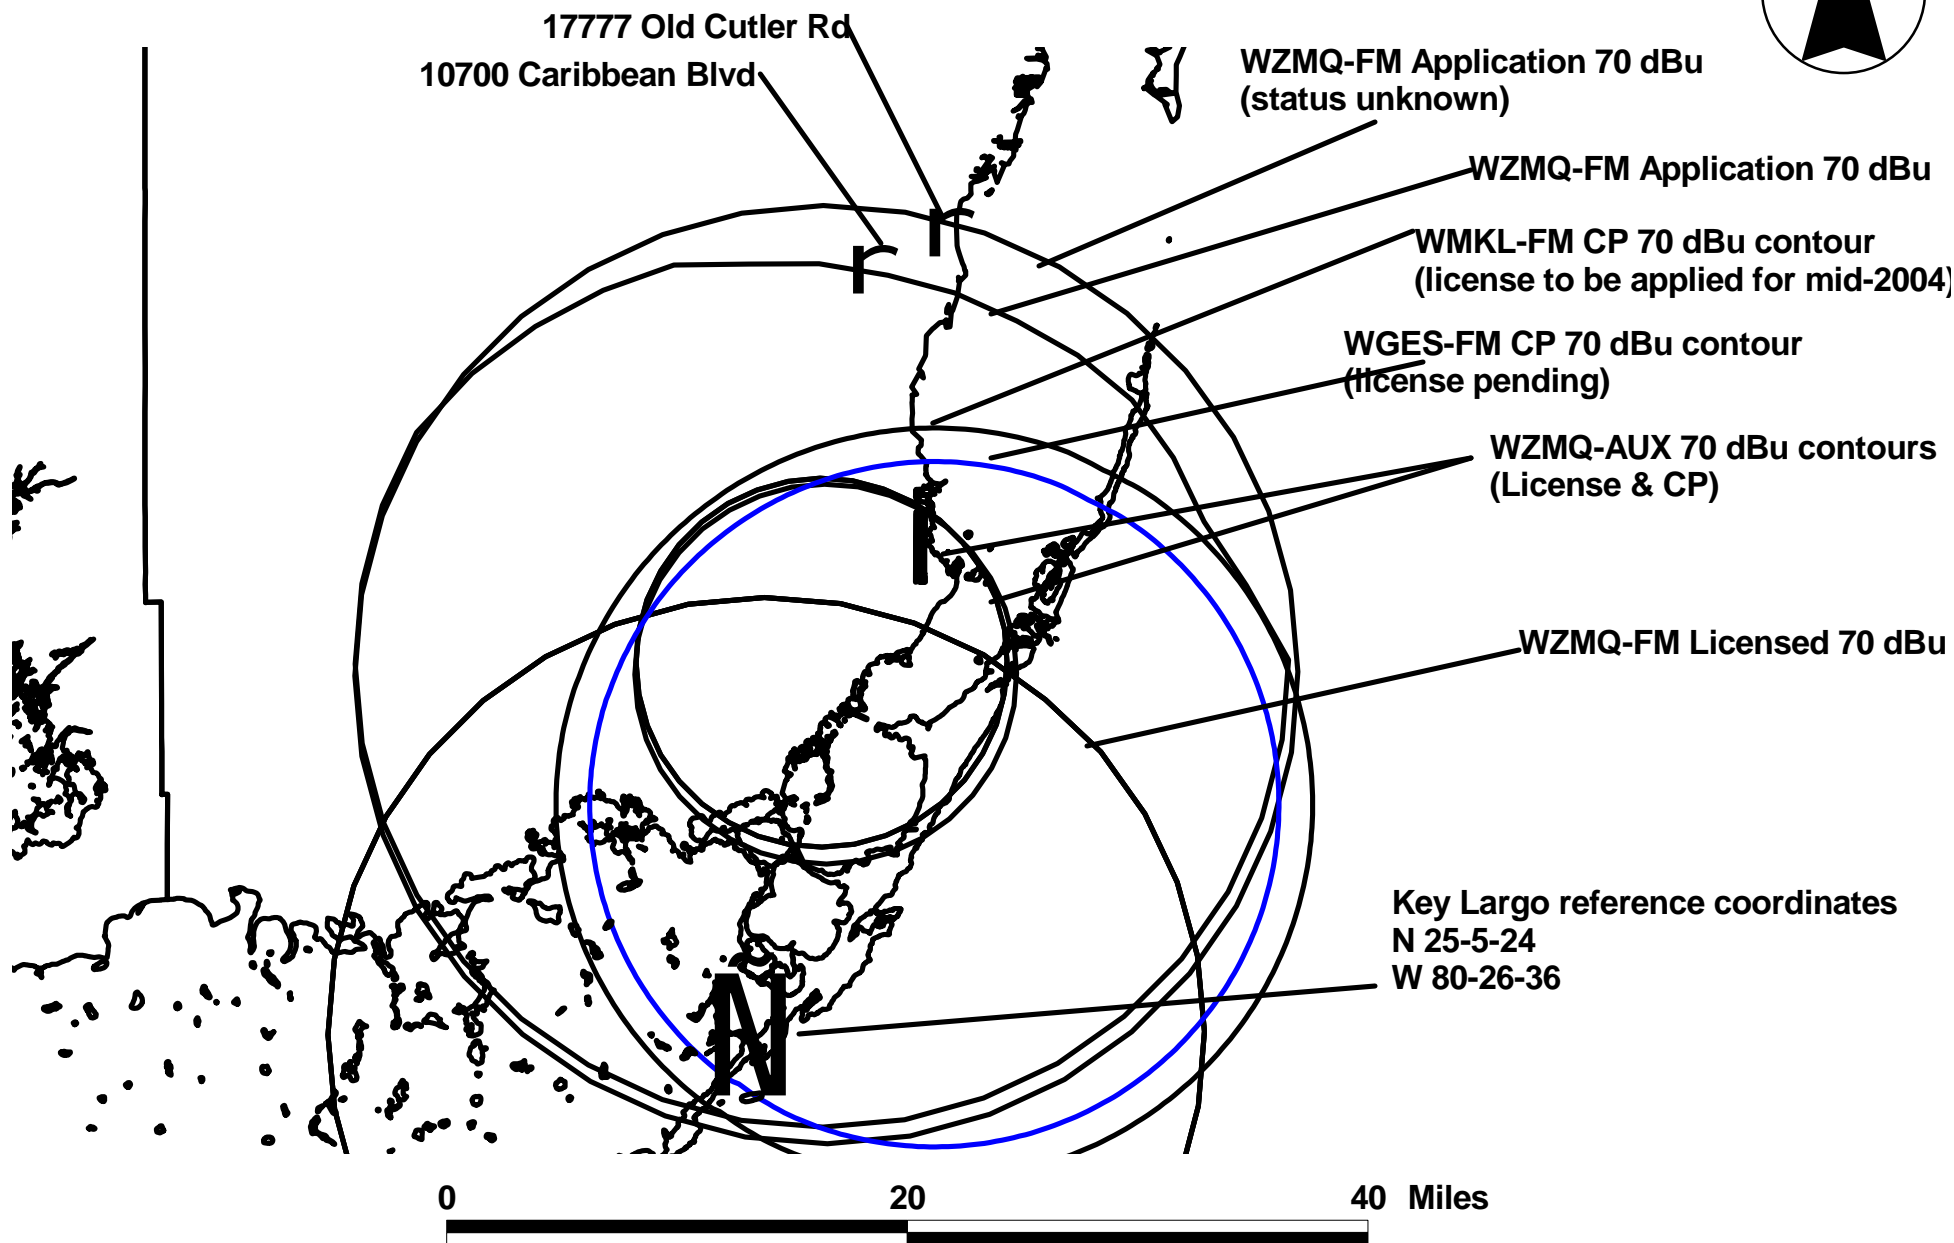 17777 Old Cutler Rd
10700 Caribbean Blvd
WZMQ-FM Application 70 dBu
(status unknown)
WZMQ-FM Application 70 dBu
WMKL-FM CP 70 dBu contour
(license to be applied for mid-2004)
WGES-FM CP 70 dBu contour
(license pending)
WZMQ-AUX 70 dBu contours
(License & CP)
WZMQ-FM Licensed 70 dBu
Key Largo reference coordinates
N 25-5-24
W 80-26-36
N
0 20 40 Miles